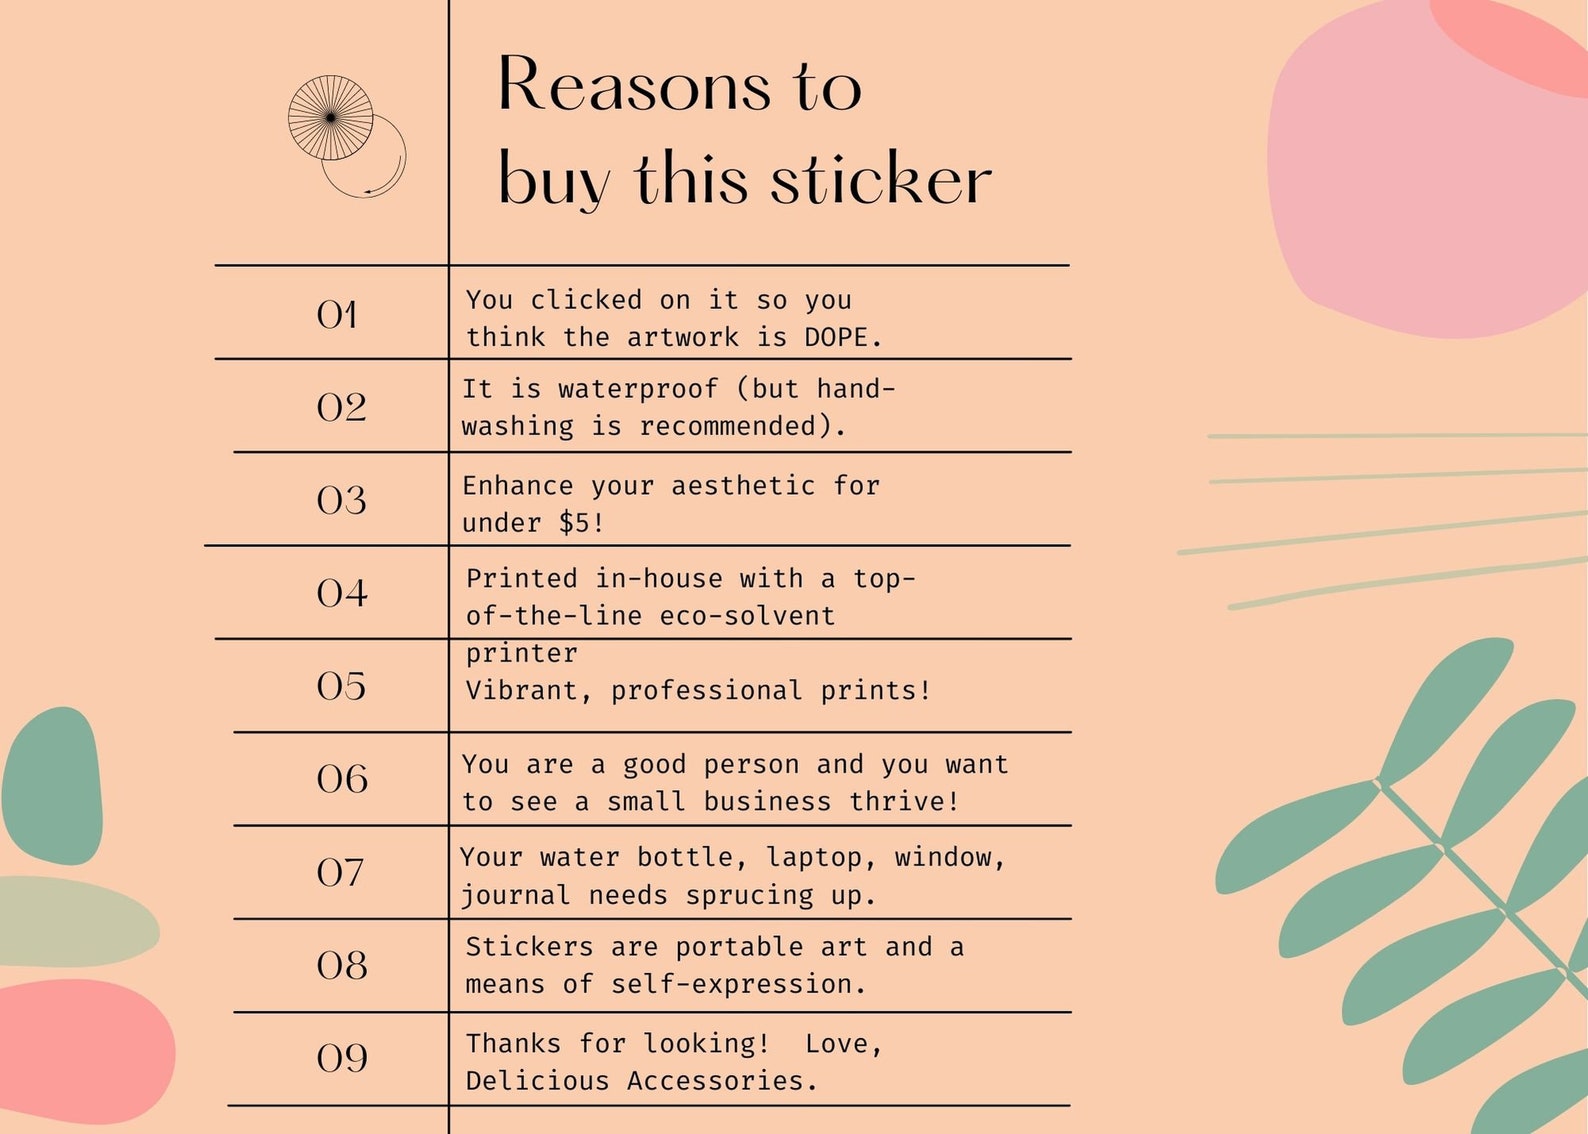 Reasons to
buy this sticker
01
You clicked on it so you
think the artwork is DOPE.
02
It is waterproof (but hand-
washing is recommended).
03
Enhance your aesthetic for
under $5!
04
Printed in-house with a top-
of-the-line eco-solvent
printer
05
Vibrant, professional prints!
06
You are a good person and you want
to see a small business thrive!
07
Your water bottle, laptop, window,
journal needs sprucing up.
08
Stickers are portable art and a
means of self-expression.
09
Thanks for looking!  Love,
Delicious Accessories.